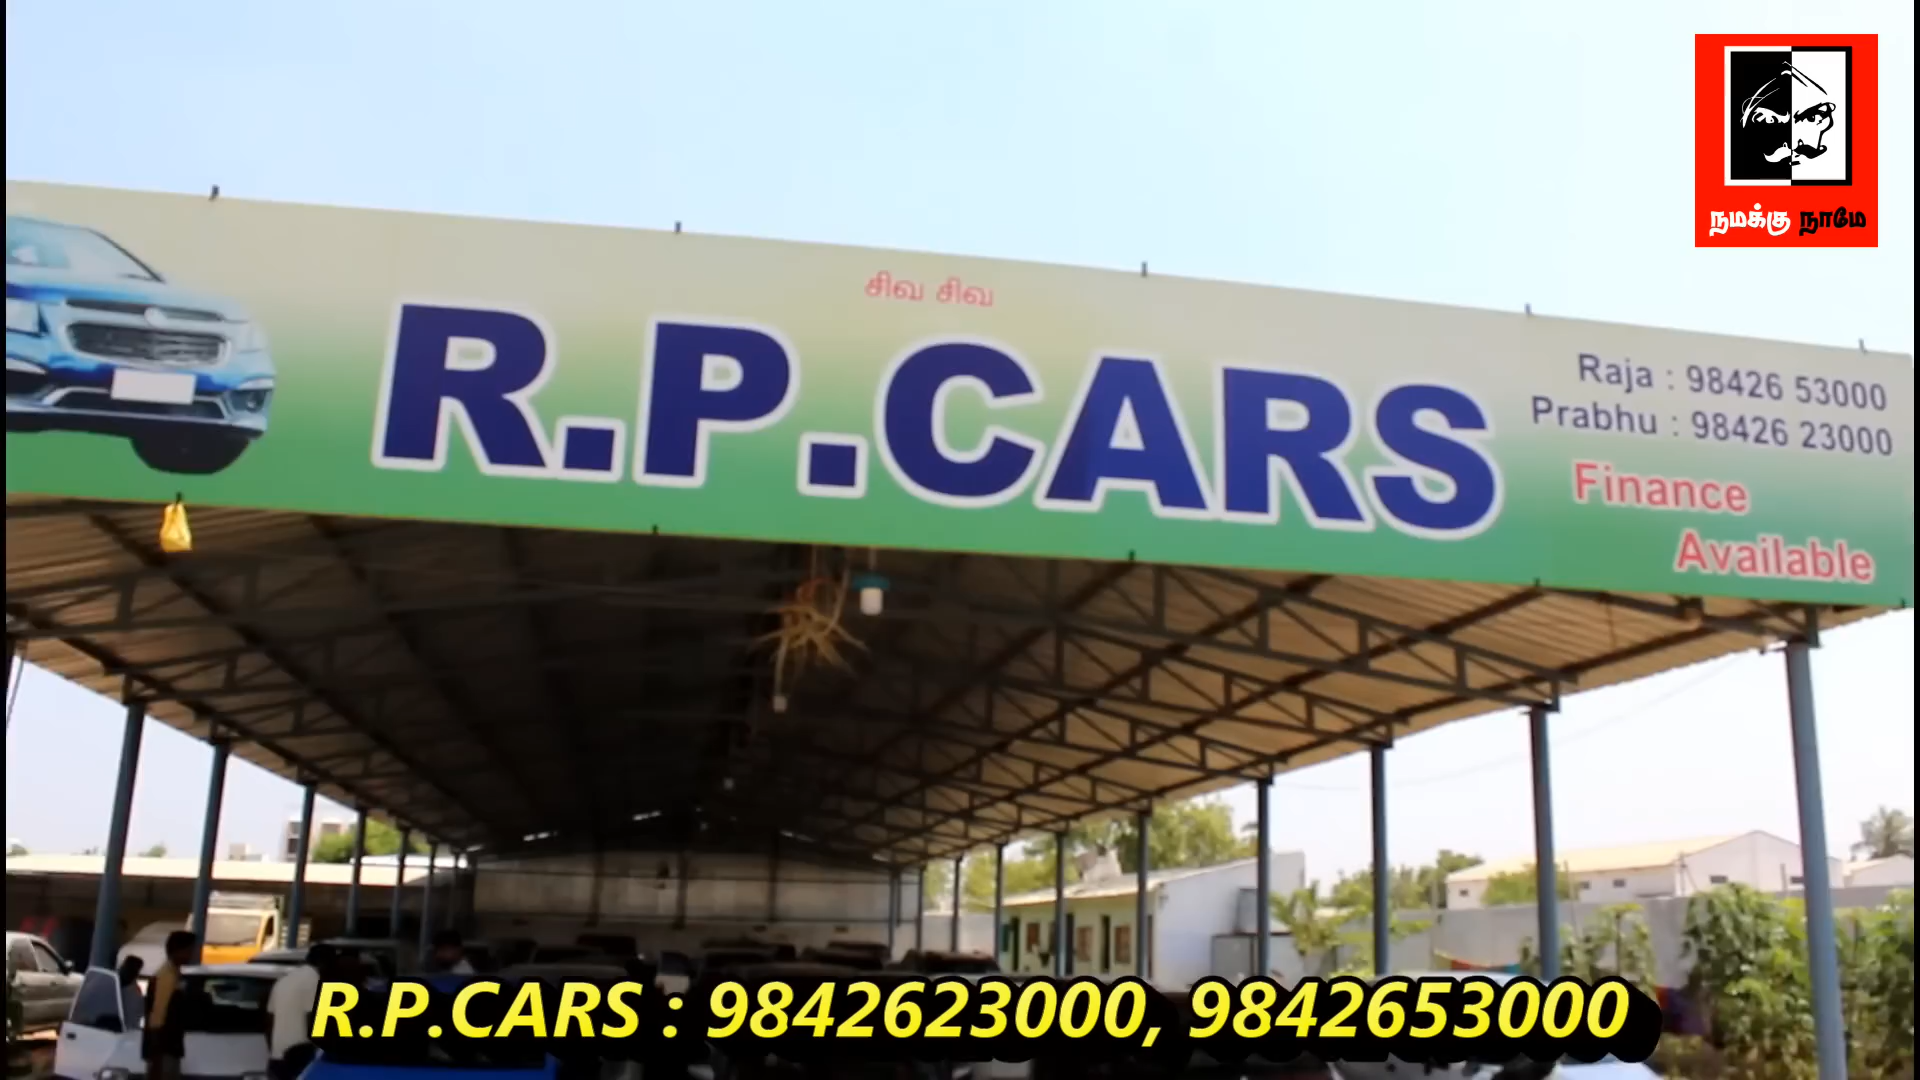 நமக்கு நாமே
சிவ சிவ
R.P.CARS
Raja : 98426 53000
Prabhu : 98426 23000
Finance
Available
R.P.CARS : 9842623000, 9842653000